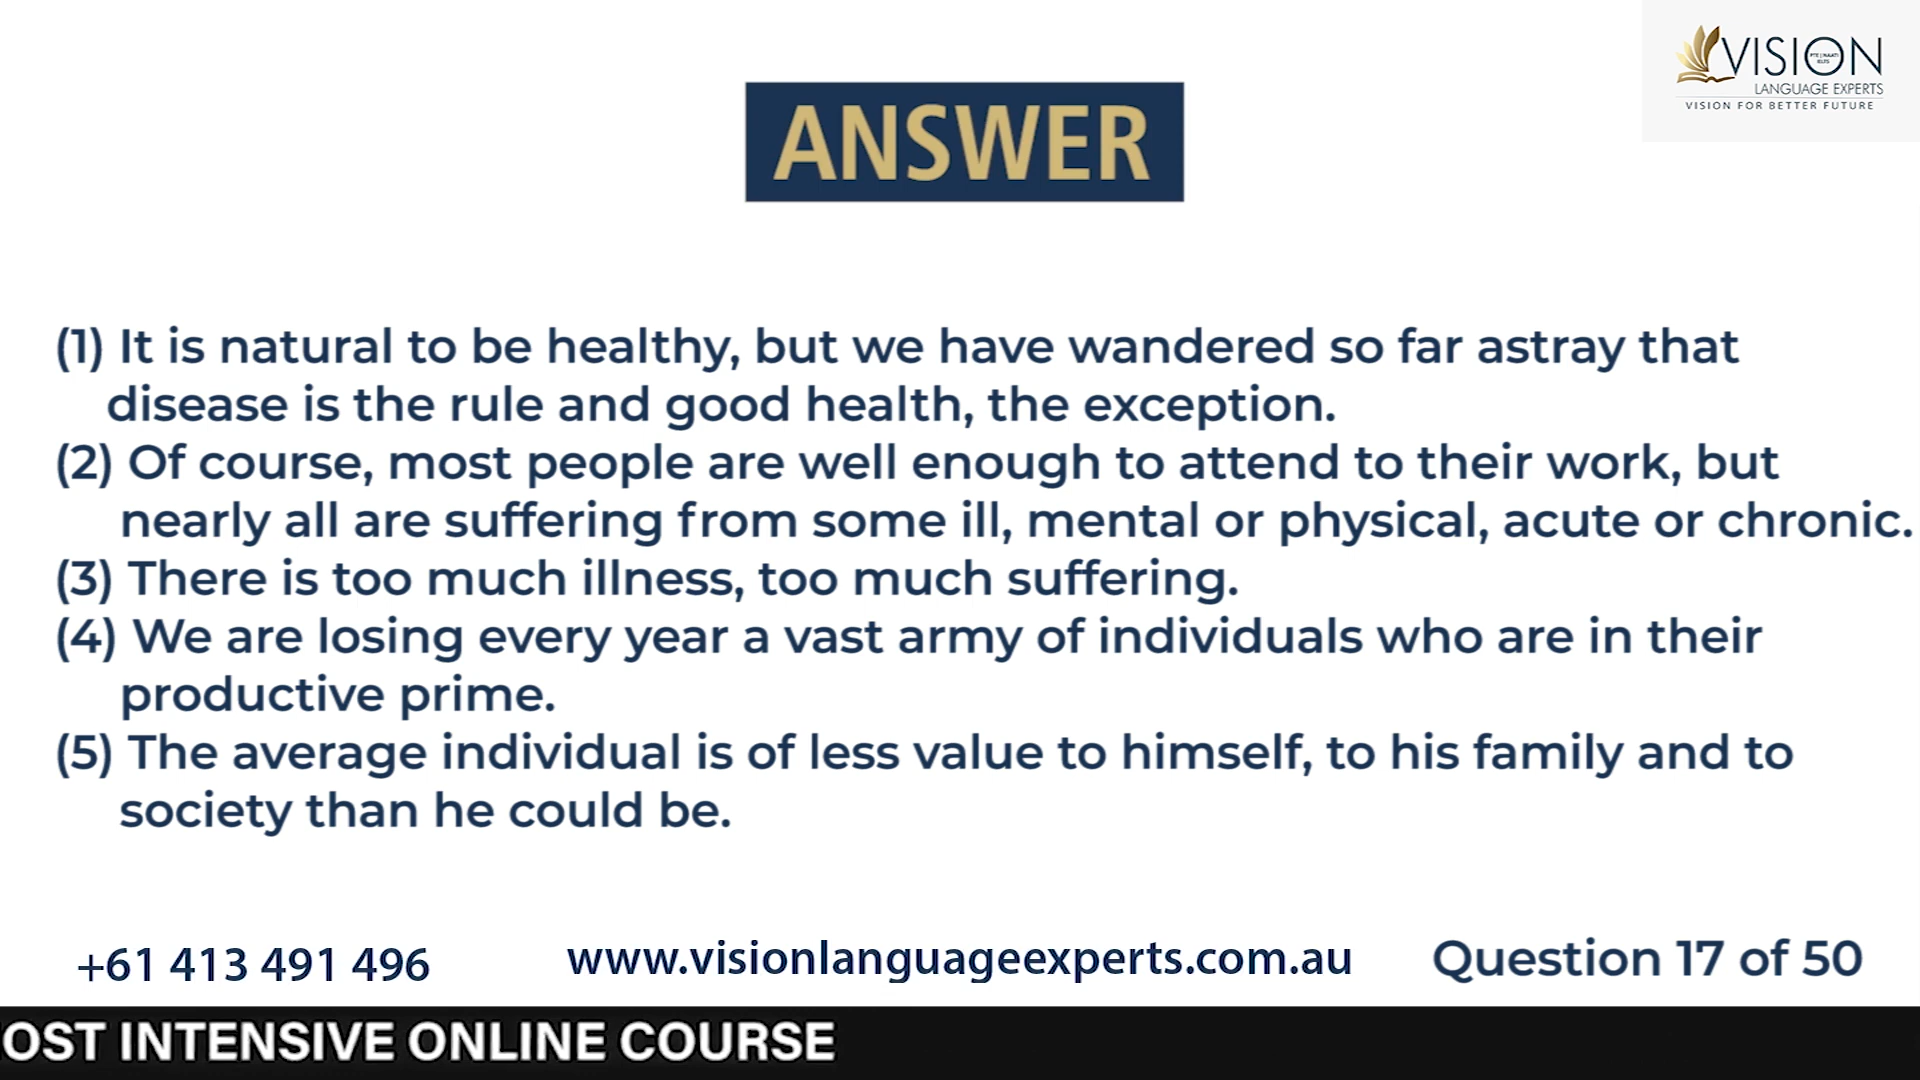 VISION
LANGUAGE EXPERTS
VISION FOR BETTER FUTURE
ANSWER
(1) It is natural to be healthy, but we have wandered so far astray that
disease is the rule and good health, the exception.
(2) Of course, most people are well enough to attend to their work, but
nearly all are suffering from some ill, mental or physical, acute or chronic.
(3) There is too much illness, too much suffering.
(4) We are losing every year a vast army of individuals who are in their
productive prime.
(5) The average individual is of less value to himself, to his family and to
society than he could be.
+61 413 491 496 www.visionlanguageexperts.com.au Question 17 of 50
OST INTENSIVE ONLINE COURSE